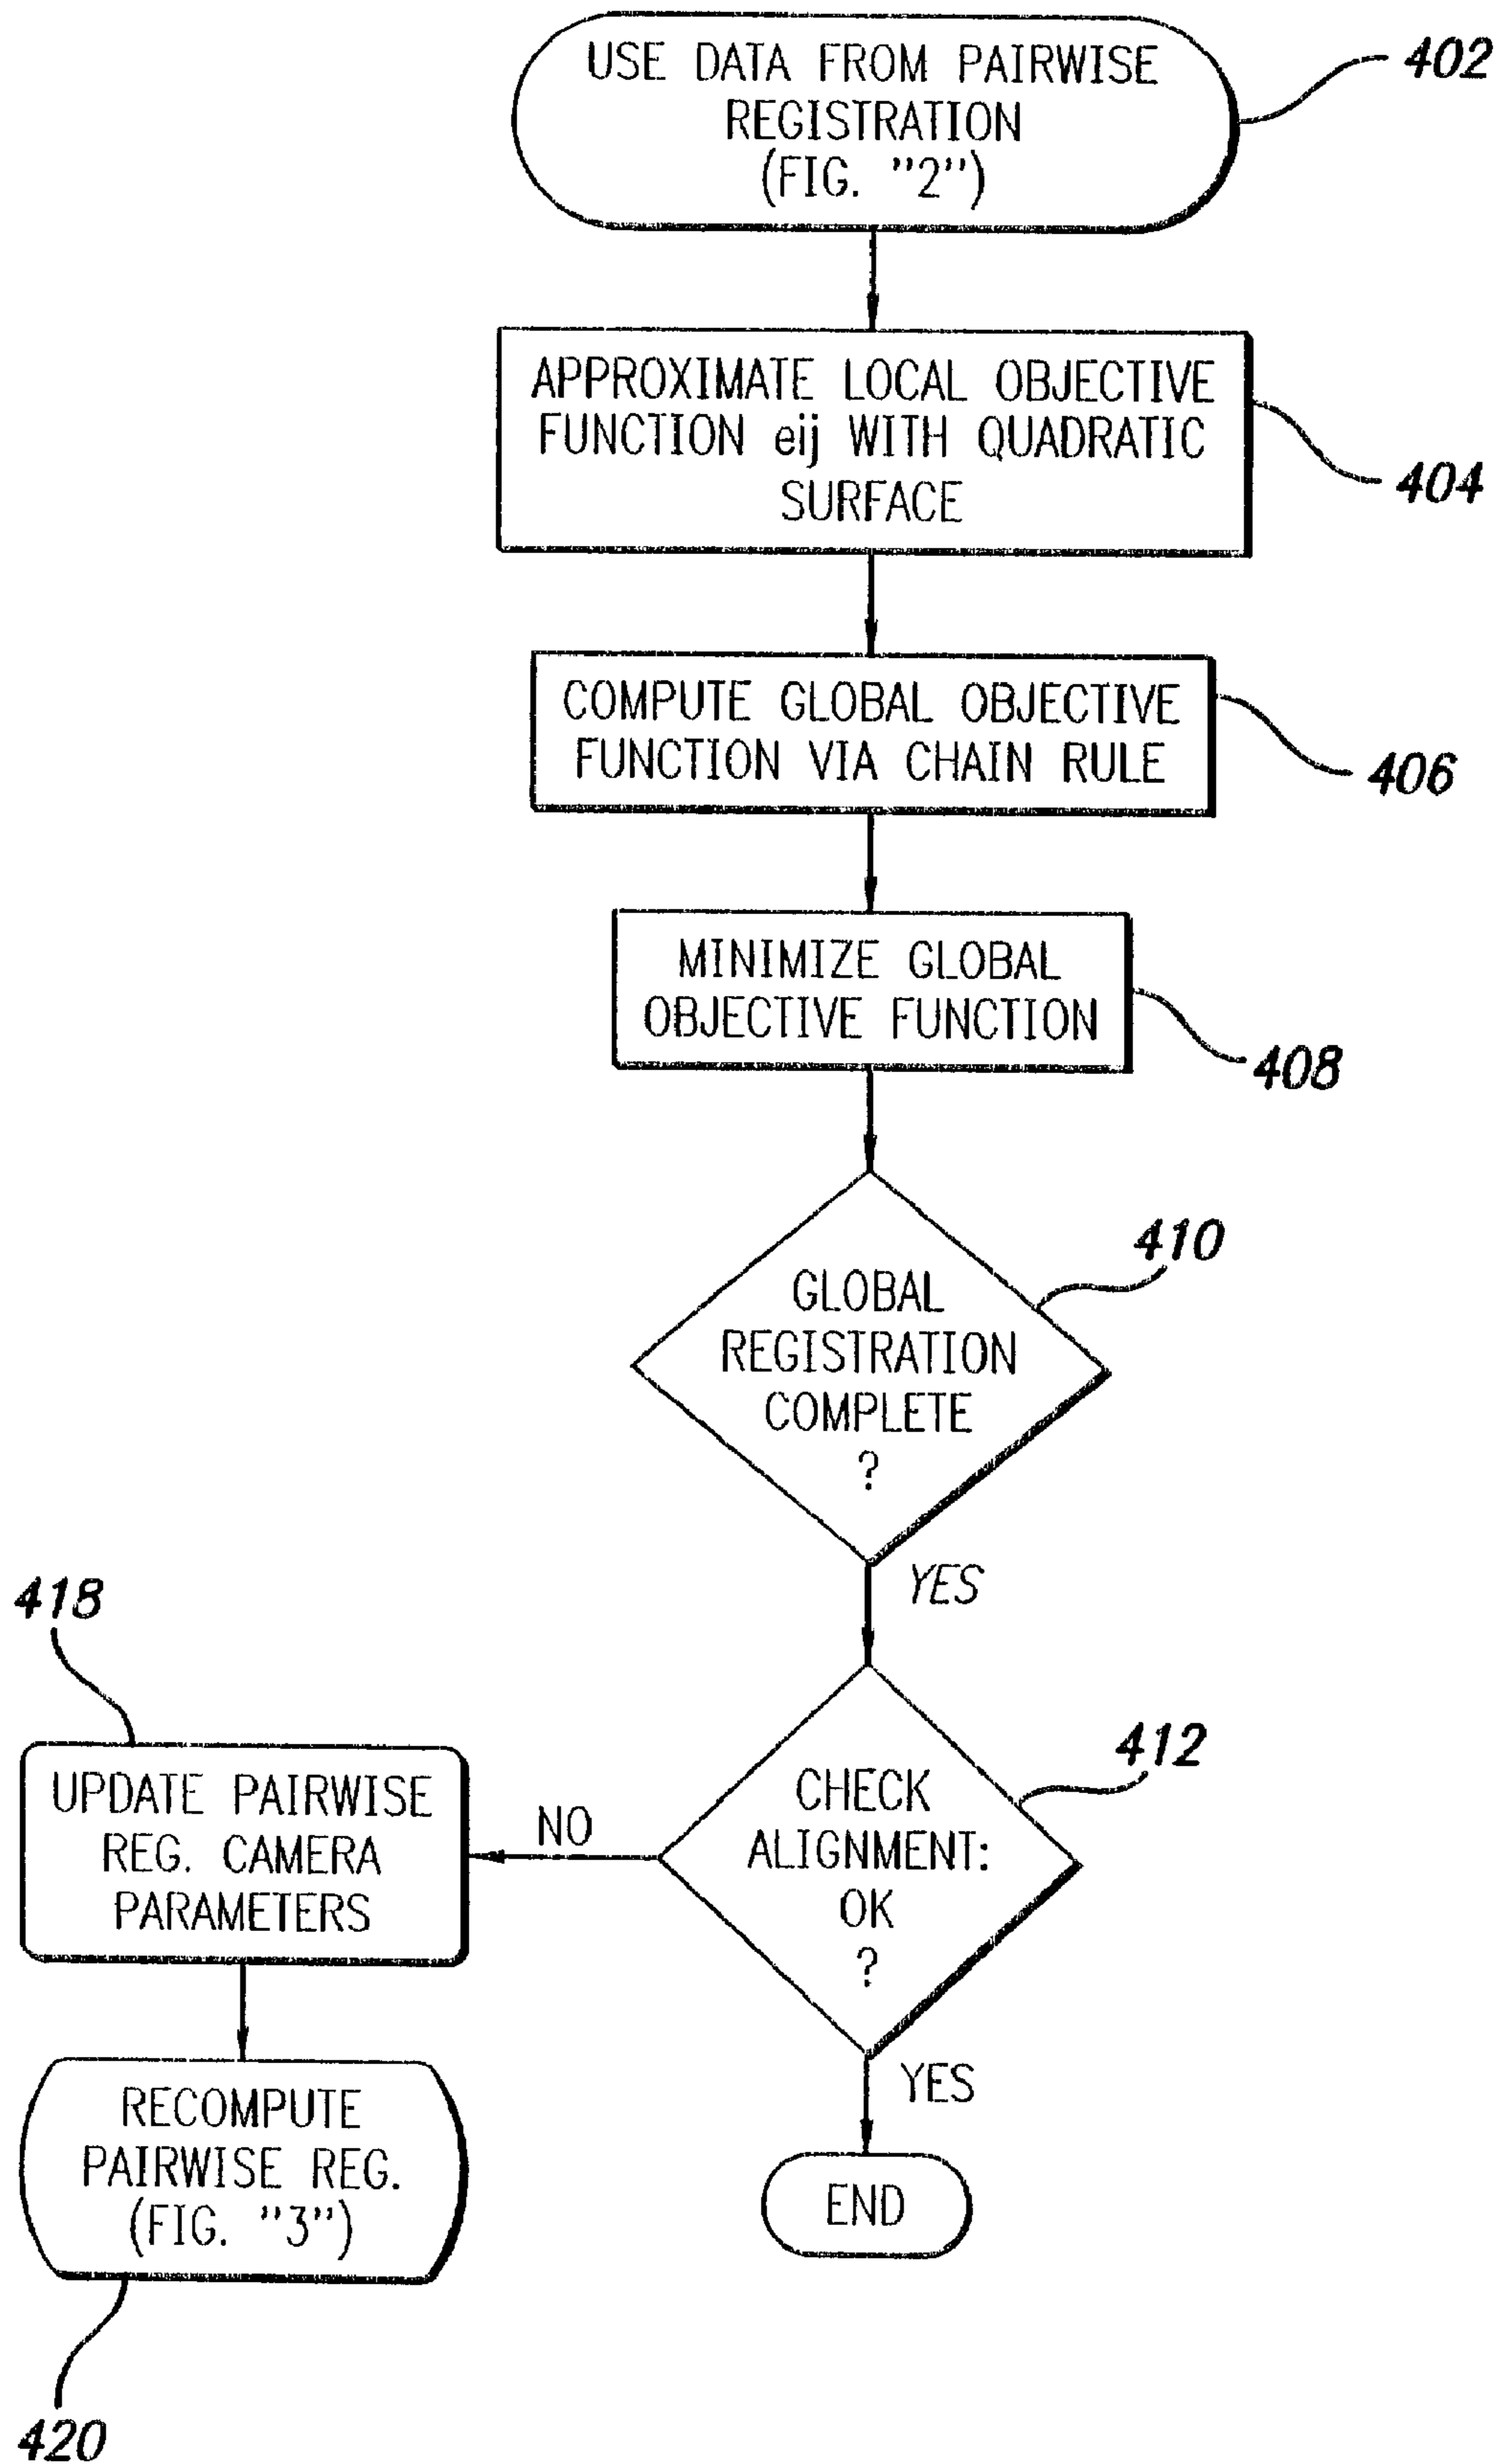 USE DATA FROM PAIRWISE
REGISTRATION
(FIG. "2")
402
APPROXIMATE LOCAL OBJECTIVE
FUNCTION eij WITH QUADRATIC
SURFACE
404
COMPUTE GLOBAL OBJECTIVE
FUNCTION VIA CHAIN RULE
406
MINIMIZE GLOBAL
OBJECTIVE FUNCTION
408
410
GLOBAL
REGISTRATION
COMPLETE
?
YES
412
CHECK
ALIGNMENT:
OK
?
NO
418
UPDATE PAIRWISE
REG. CAMERA
PARAMETERS
YES
END
RECOMPUTE
PAIRWISE REG.
(FIG. "3")
420